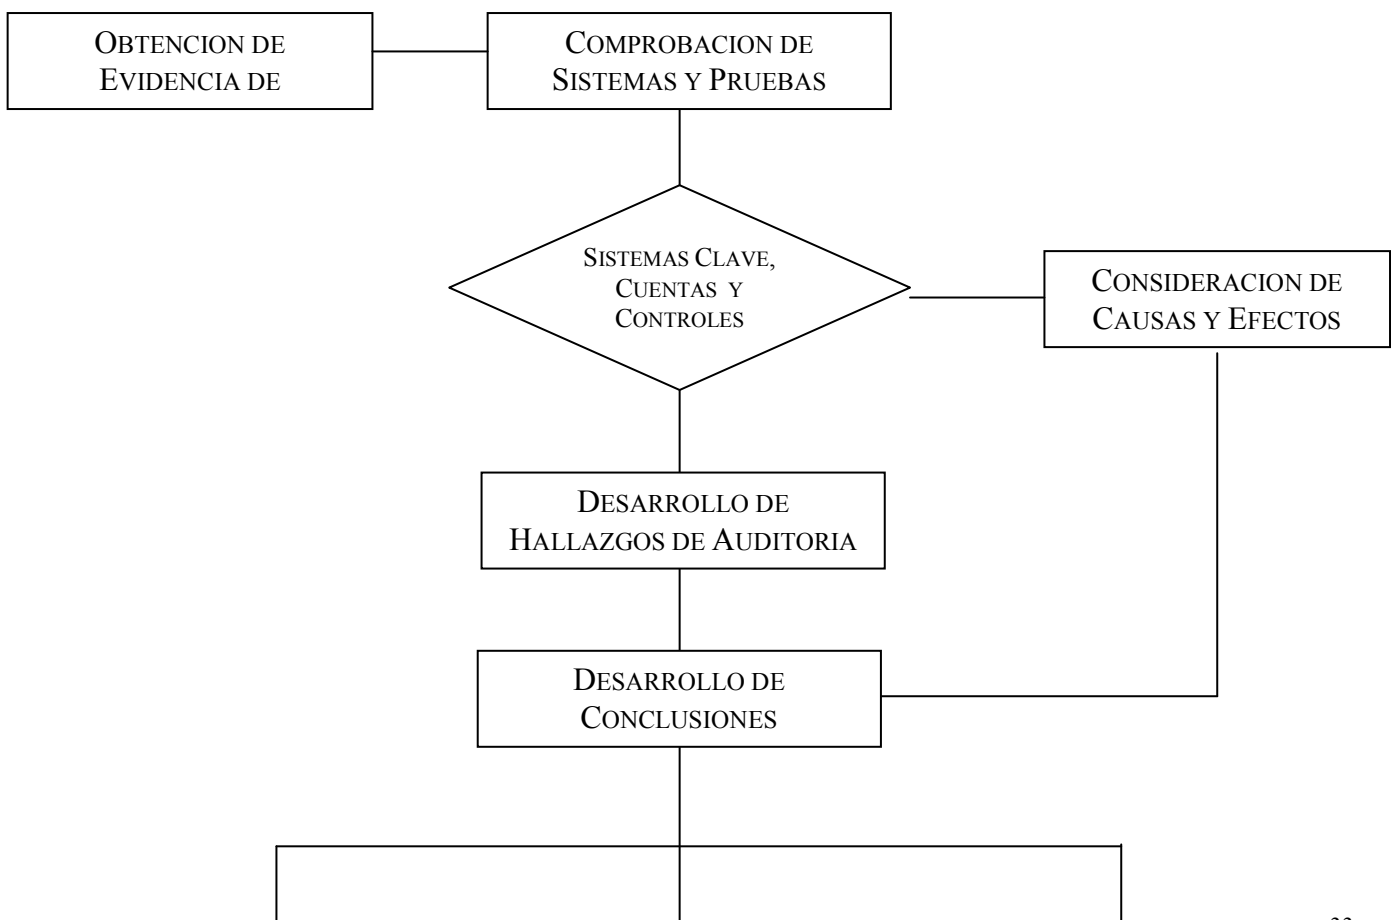 OBTENCION DE
EVIDENCIA DE
COMPROBACION DE
SISTEMAS Y PRUEBAS
SISTEMAS CLAVE,
CUENTAS Y
CONTROLES
CONSIDERACION DE
CAUSAS Y EFECTOS
DESARROLLO DE
HALLAZGOS DE AUDITORIA
DESARROLLO DE
CONCLUSIONES